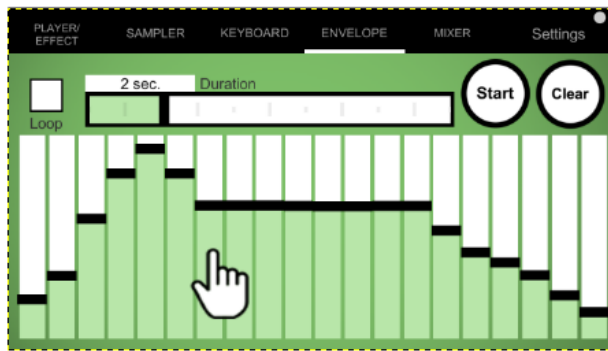 PLAYER/
EFFECT
SAMPLER
KEYBOARD
ENVELOPE
MIXER
Settings
2 sec.
Duration
Loop
Start
Clear